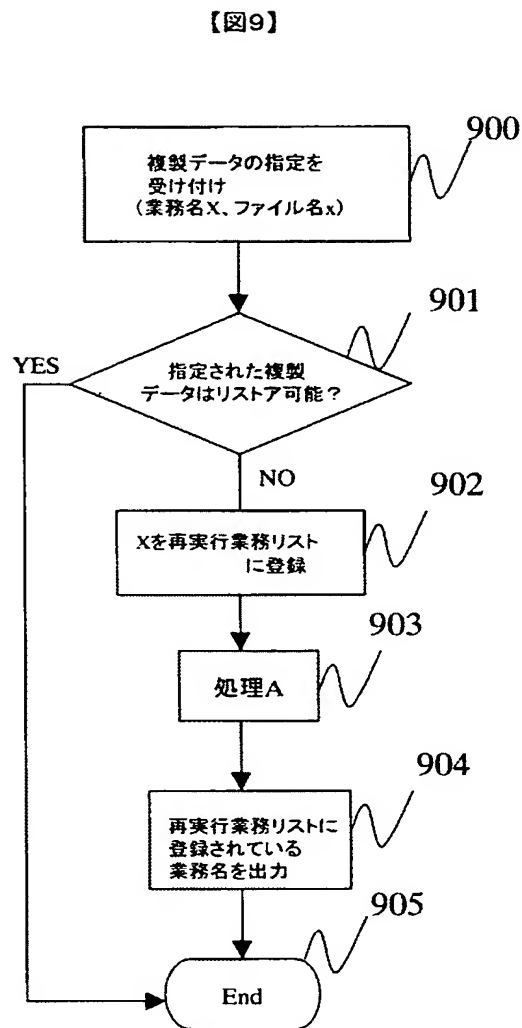 【図9】
900
複製データの指定を
受け付け
(業務名X、ファイル名x)
901
YES
指定された複製
データはリストア可能？
NO
902
Xを再実行業務リスト
に登録
903
処理A
904
再実行業務リストに
登録されている
業務名を出力
905
End